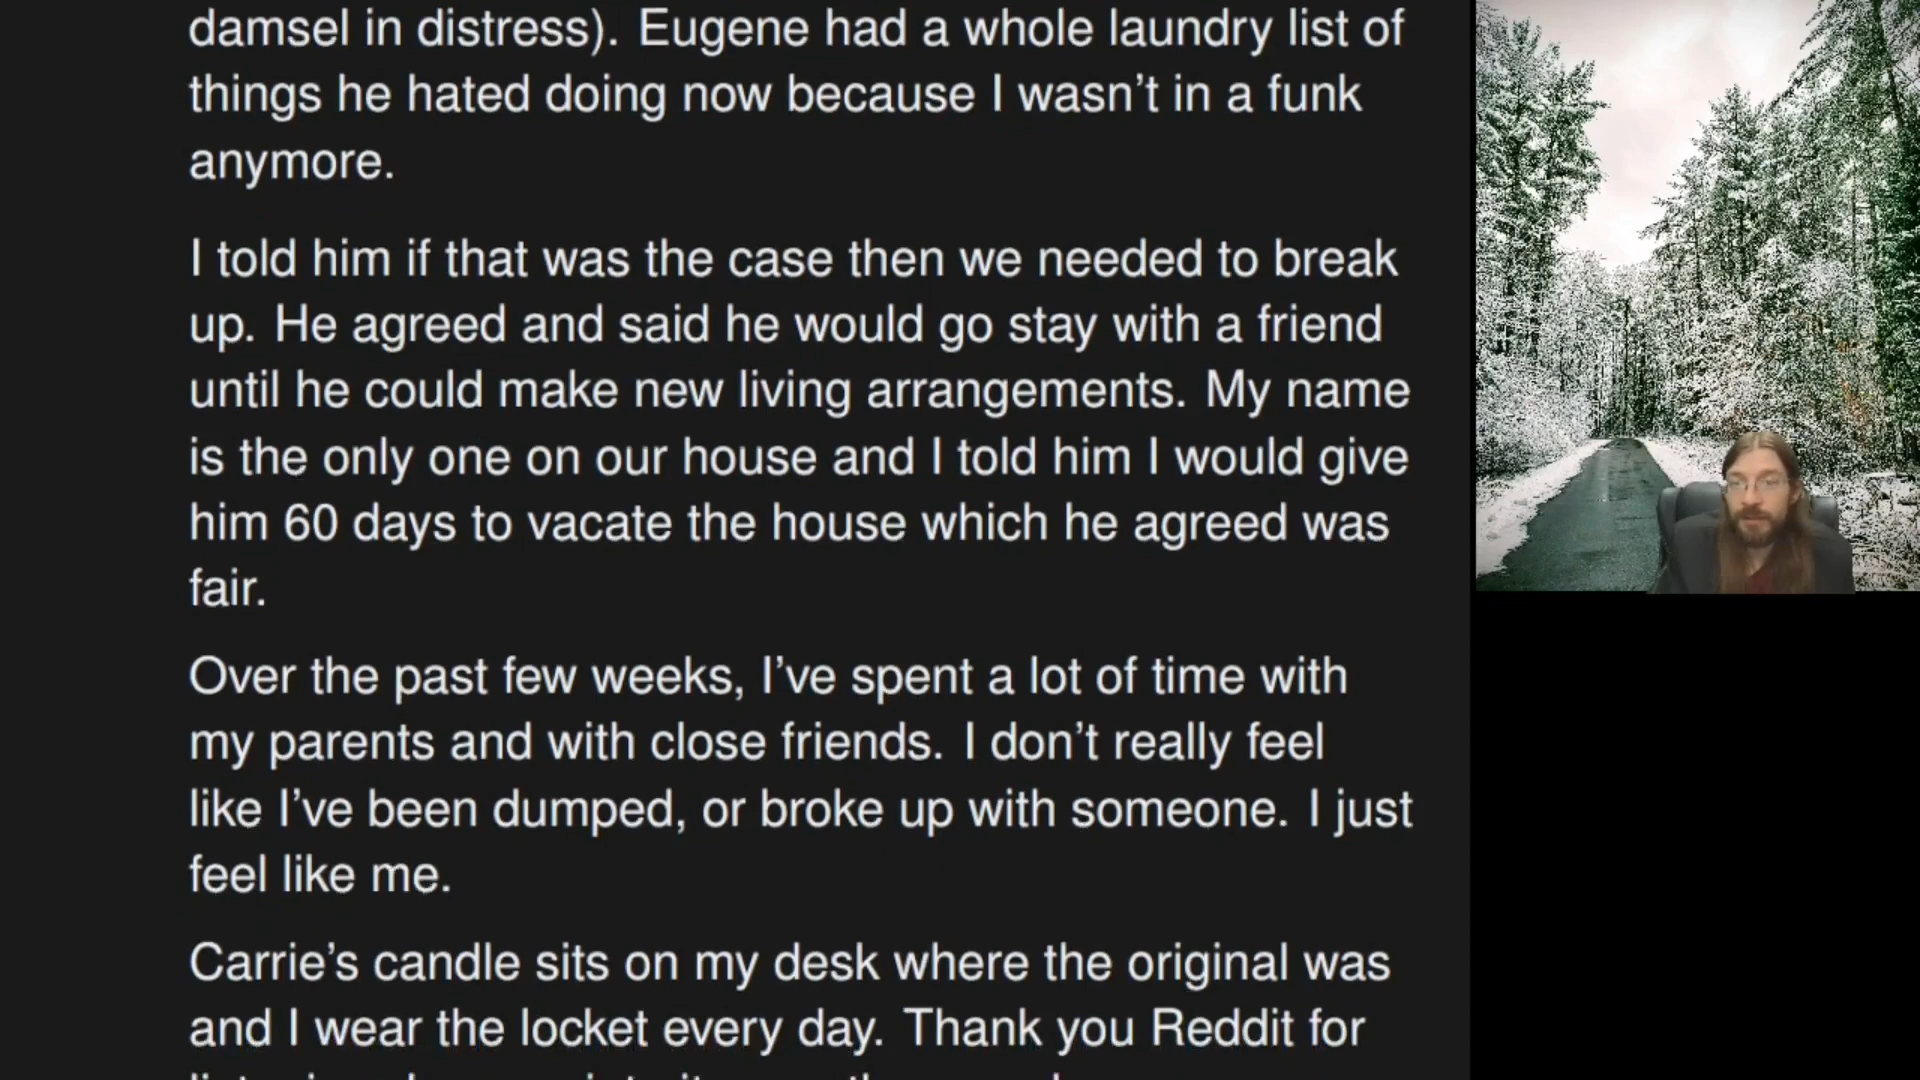 damsel in distress). Eugene had a whole laundry list of
things he hated doing now because I wasn’t in a funk
anymore.
I told him if that was the case then we needed to break
up. He agreed and said he would go stay with a friend
until he could make new living arrangements. My name
is the only one on our house and I told him I would give
him 60 days to vacate the house which he agreed was
fair.
Over the past few weeks, I’ve spent a lot of time with
my parents and with close friends. I don’t really feel
like I’ve been dumped, or broke up with someone. I just
feel like me.
Carrie’s candle sits on my desk where the original was
and I wear the locket every day. Thank you Reddit for